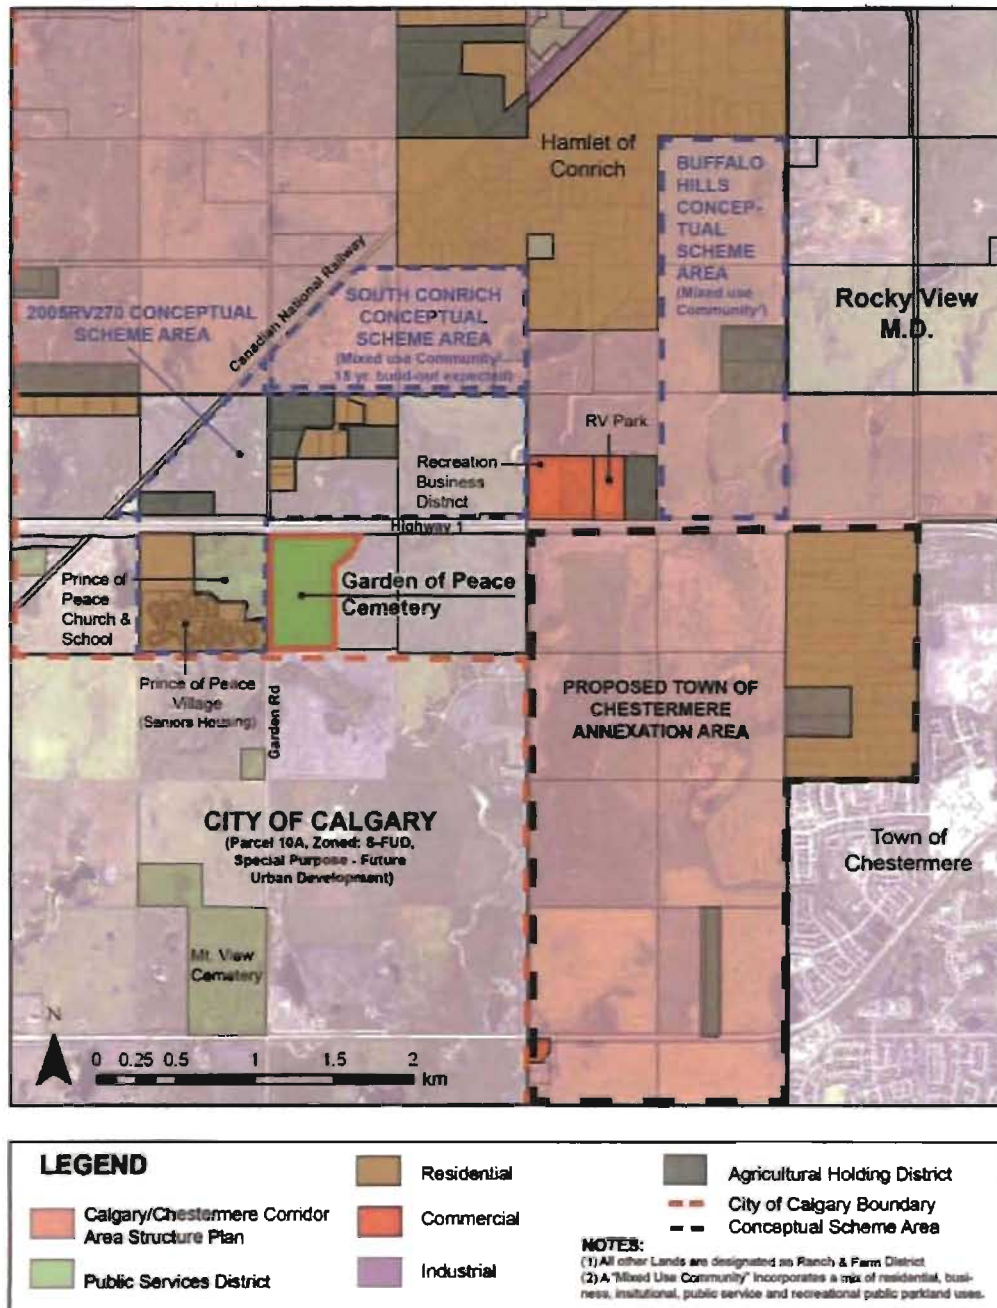 Hamlet of
Conrich
BUFFALO
HILLS
CONCEP-
TUAL
SCHEME
AREA
(Mixed use
Community²)
Rocky View
M.D.
Canadian National Railway
2005RV270 CONCEPTUAL
SCHEME AREA
SOUTH CONRICH
CONCEPTUAL
SCHEME AREA
(Mixed use Community²
15 yr. build-out expected)
RV Park
Recreation
Business
District
Highway 1
Prince of
Peace
Church &
School
Garden of Peace
Cemetery
Prince of Peace
Village
(Seniors Housing)
Garden Rd
PROPOSED TOWN OF
CHESTERMERE
ANNEXATION AREA
CITY OF CALGARY
(Parcel 10A, Zoned: S-FUD,
Special Purpose - Future
Urban Development)
Town of
Chestermere
Mt. View
Cemetery
N
0 0.25 0.5 1 1.5 2
km
LEGEND
Calgary/Chestermere Corridor
Area Structure Plan
Public Services District
Residential
Commercial
Industrial
Agricultural Holding District
City of Calgary Boundary
Conceptual Scheme Area
NOTES:
(1) All other Lands are designated as Ranch & Farm District
(2) A "Mixed Use Community" incorporates a mix of residential, busi-
ness, insitutional, public service and recreational public parkland uses.